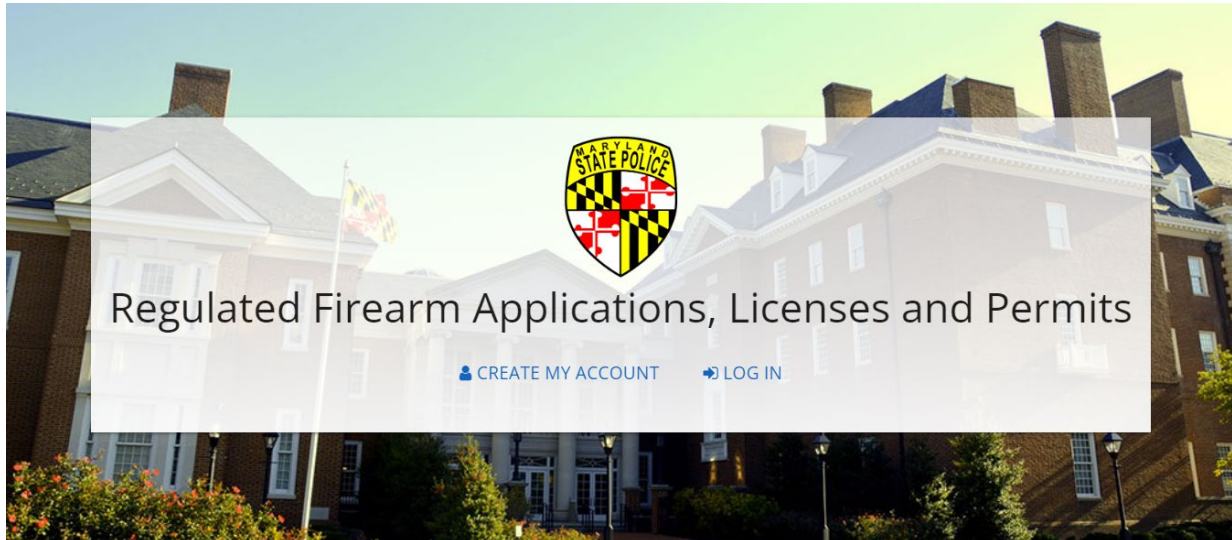 MARYLAND
STATE POLICE
Regulated Firearm Applications, Licenses and Permits
CREATE MY ACCOUNT
LOG IN